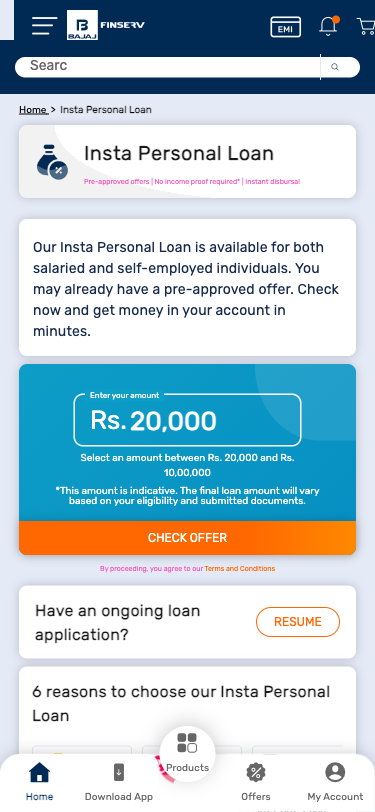 B
BAJAJ
FINSERV
EMI
Searc
Home > Insta Personal Loan
Insta Personal Loan
Pre-approved offers | No income proof required* | Instant disbursal
Our Insta Personal Loan is available for both
salaried and self-employed individuals. You
may already have a pre-approved offer. Check
now and get money in your account in
minutes.
Enter your amount
Rs. 20,000
Select an amount between Rs. 20,000 and Rs.
10,00,000
*This amount is indicative. The final loan amount will vary
based on your eligibility and submitted documents.
CHECK OFFER
By proceeding, you agree to our Terms and Conditions
Have an ongoing loan
application?
RESUME
6 reasons to choose our Insta Personal
Loan
Products
Home
Download App
Offers
My Account